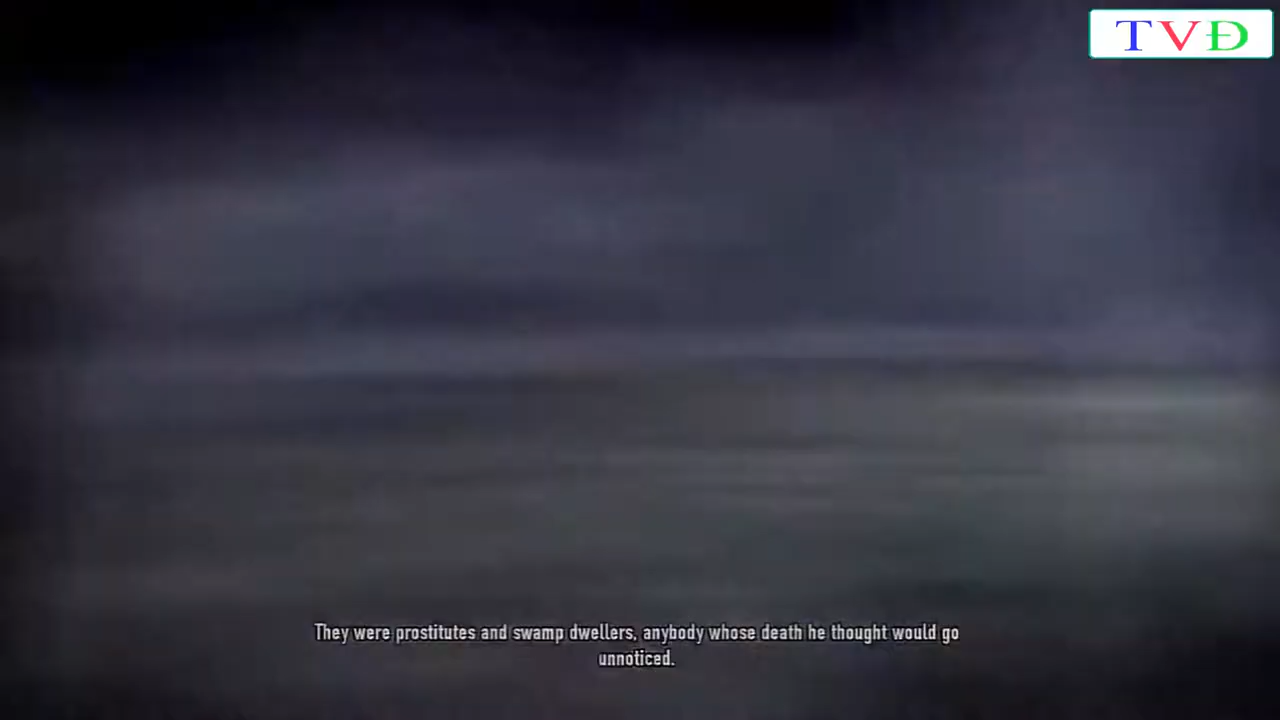 TVĐ
They were prostitutes and swamp dwellers, anybody whose death he thought would go
unnoticed.